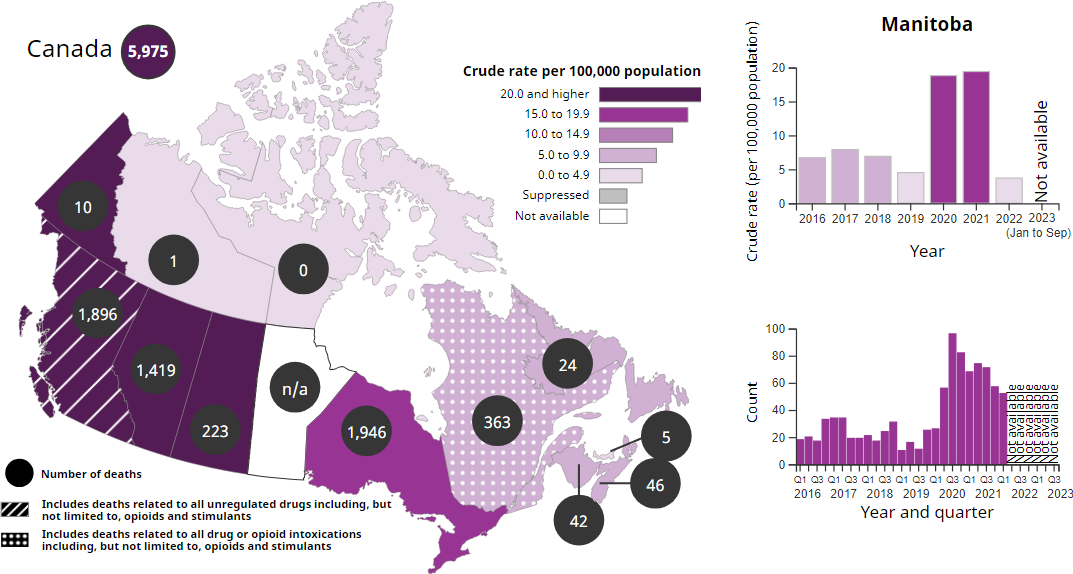 Canada
5,975
Crude rate per 100,000 population
20.0 and higher
15.0 to 19.9
10.0 to 14.9
5.0 to 9.9
0.0 to 4.9
Suppressed
Not available
10
1
0
1,896
1,419
223
n/a
1,946
363
24
5
46
42
Number of deaths
Includes deaths related to all unregulated drugs including, but
not limited to, opioids and stimulants
Includes deaths related to all drug or opioid intoxications
including, but not limited to, opioids and stimulants
Manitoba
Crude rate (per 100,000 population)
20
15
10
5
0
Not available
2016 2017 2018 2019 2020 2021 2022 2023
(Jan to Sep)
Year
Count
100
80
60
40
20
0
not available
not available
not available
not available
Q1 Q3 Q1 Q3 Q1 Q3 Q1 Q3 Q1 Q3 Q1 Q3 Q1 Q3 Q1 Q3
2016 2017 2018 2019 2020 2021 2022 2023
Year and quarter